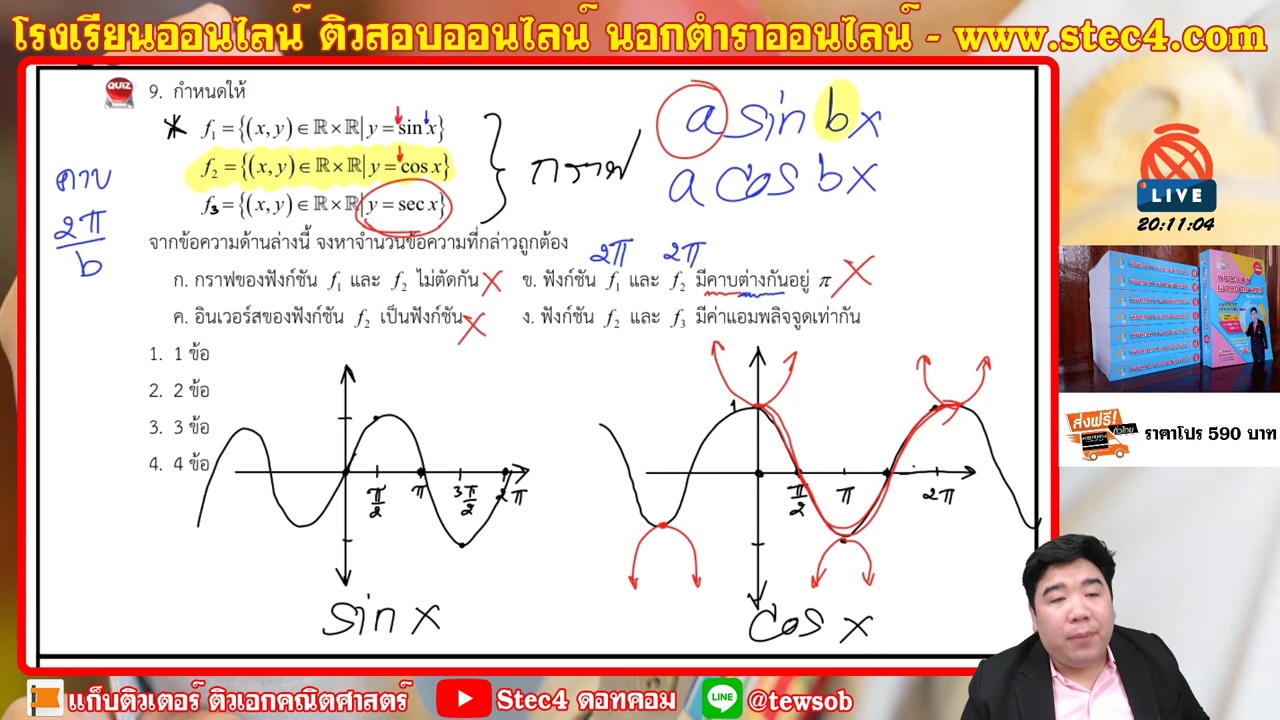 โรงเรียนออนไลน์ ติวสอบออนไลน์ นอกตำราออนไลน์ - www.stec4.com
QUIZ
9. กำหนดให้
f₁ = {(x, y) ∈ ℝ × ℝ | y = sin x}
f₂ = {(x, y) ∈ ℝ × ℝ | y = cos x}
f₃ = {(x, y) ∈ ℝ × ℝ | y = sec x}
กราฟ
a sin bx
a cos bx
คาบ
2π
b
จากข้อความด้านล่างนี้ จงหาจำนวนข้อความที่กล่าวถูกต้อง
2π 2π
ก. กราฟของฟังก์ชัน f₁ และ f₂ ไม่ตัดกัน
ข. ฟังก์ชัน f₁ และ f₂ มีคาบต่างกันอยู่ π
ค. อินเวอร์สของฟังก์ชัน f₂ เป็นฟังก์ชัน
ง. ฟังก์ชัน f₂ และ f₃ มีค่าแอมพลิจูดเท่ากัน
1. 1 ข้อ
2. 2 ข้อ
3. 3 ข้อ
4. 4 ข้อ
π/2 π 3π/2 2π
sin x
1
π/2 π 2π
cos x
LIVE
20:11:04
ส่งฟรี!
ทั่วไทย
KERRY
ราคาโปร 590 บาท
แก็บติวเตอร์ ติวเอกคณิตศาสตร์
Stec4 ดอทคอม
LINE
@tewsob